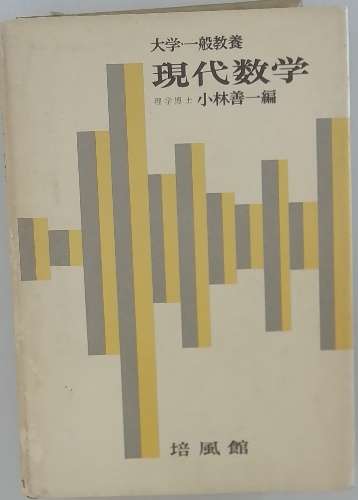 大学・一般教養
現代数学
理学博士 小林善一編
培風館